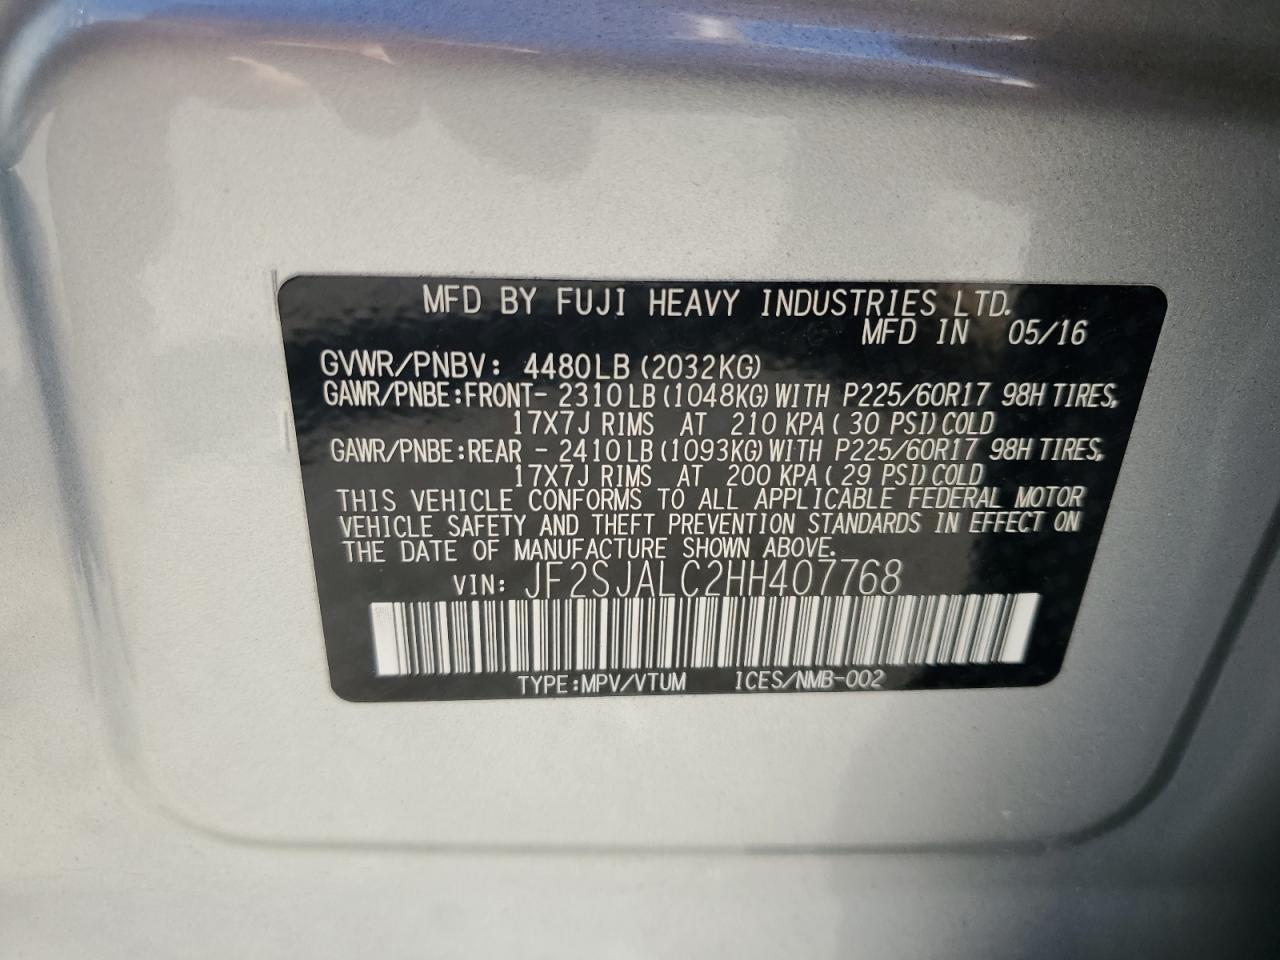 MFD BY FUJI HEAVY INDUSTRIES LTD.
MFD IN 05/16
GVWR/PNBV: 4480LB (2032KG)
GAWR/PNBE:FRONT- 2310 LB (1048KG) WITH P225/60R17 98H TIRES,
17X7J RIMS AT 210 KPA ( 30 PSI) COLD
GAWR/PNBE:REAR - 2410 LB (1093KG) WITH P225/60R17 98H TIRES,
17X7J RIMS AT 200 KPA ( 29 PSI) COLD
THIS VEHICLE CONFORMS TO ALL APPLICABLE FEDERAL MOTOR
VEHICLE SAFETY AND THEFT PREVENTION STANDARDS IN EFFECT ON
THE DATE OF MANUFACTURE SHOWN ABOVE.
VIN: JF2SJALC2HH407768
TYPE:MPV/VTUM ICES/NMB-002